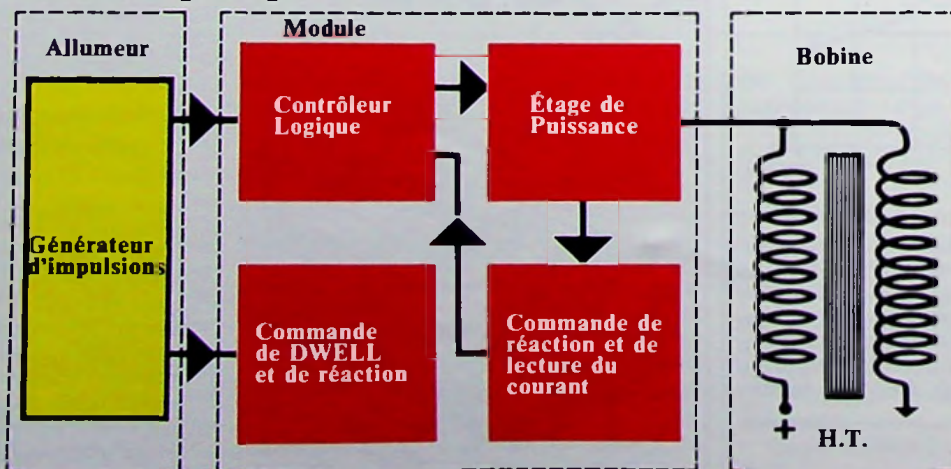 Allumeur
Module
Bobine
Générateur
d'impulsions
Contrôleur
Logique
Étage de
Puissance
Commande
de DWELL
et de réaction
Commande de
réaction et de
lecture du
courant
+
H.T.